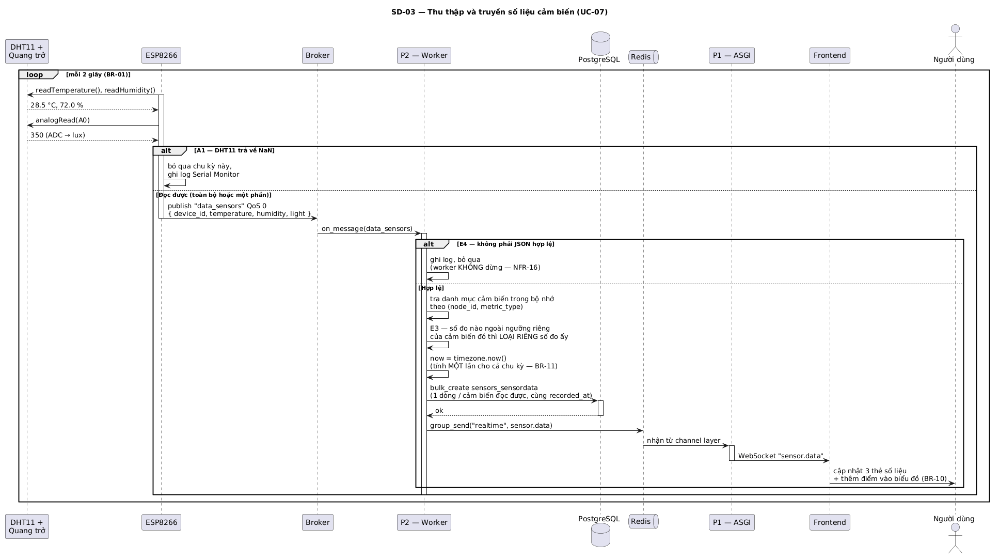 SD-03 — Thu thập và truyền số liệu cảm biến (UC-07)
DHT11 +
Quang trở
ESP8266
Broker
P2 — Worker
PostgreSQL
Redis
P1 — ASGI
Frontend
Người dùng
loop [mỗi 2 giây (BR-01)]
readTemperature(), readHumidity()
28.5 °C, 72.0 %
analogRead(A0)
350 (ADC → lux)
alt [A1 — DHT11 trả về NaN]
bỏ qua chu kỳ này,
ghi log Serial Monitor
[Đọc được (toàn bộ hoặc một phần)]
publish "data_sensors" QoS 0
{ device_id, temperature, humidity, light }
on_message(data_sensors)
alt [E4 — không phải JSON hợp lệ]
ghi log, bỏ qua
(worker KHÔNG dừng — NFR-16)
[Hợp lệ]
tra danh mục cảm biến trong bộ nhớ
theo (node_id, metric_type)
E3 — số đo nào ngoài ngưỡng riêng
của cảm biến đó thì LOẠI RIÊNG số đo ấy
now = timezone.now()
(tính MỘT lần cho cả chu kỳ — BR-11)
bulk_create sensors_sensordata
(1 dòng / cảm biến đọc được, cùng recorded_at)
ok
group_send("realtime", sensor.data)
nhận từ channel layer
WebSocket "sensor.data"
cập nhật 3 thẻ số liệu
+ thêm điểm vào biểu đồ (BR-10)
DHT11 +
Quang trở
ESP8266
Broker
P2 — Worker
PostgreSQL
Redis
P1 — ASGI
Frontend
Người dùng